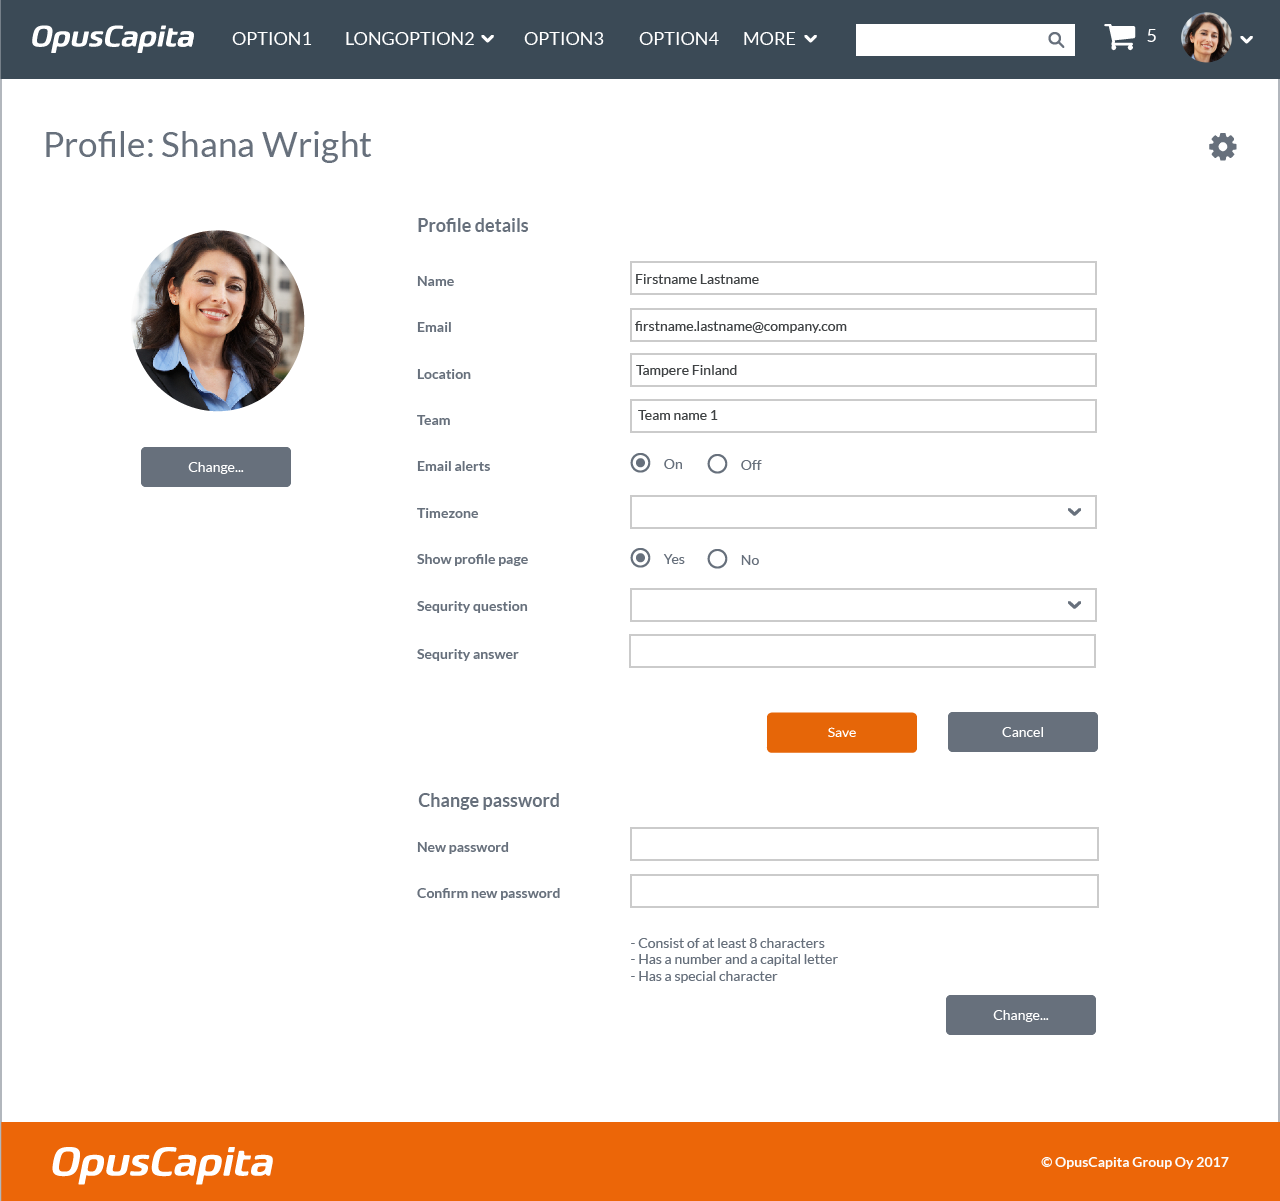 OpusCapita OPTION1 LONGOPTION2 OPTION3 OPTION4 MORE 5
Profile: Shana Wright
Profile details
Name Firstname Lastname
Email firstname.lastname@company.com
Location Tampere Finland
Team Team name 1
Change...
Email alerts On Off
Timezone
Show profile page Yes No
Sequrity question
Sequrity answer
Save Cancel
Change password
New password
Confirm new password
- Consist of at least 8 characters
- Has a number and a capital letter
- Has a special character
Change...
OpusCapita © OpusCapita Group Oy 2017